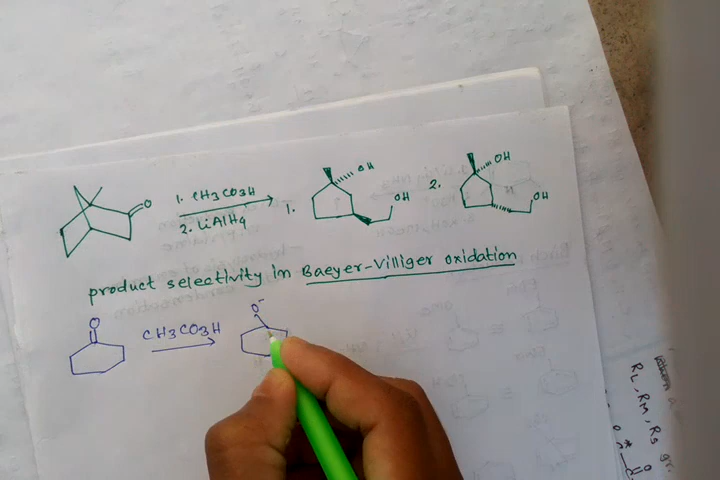 O
1. CH3CO3H
2. LiAlH4
1.
OH
OH
2.
OH
OH
product selectivity in Baeyer-Villiger oxidation
O
CH3CO3H
O-
RL, RM, RS gr.